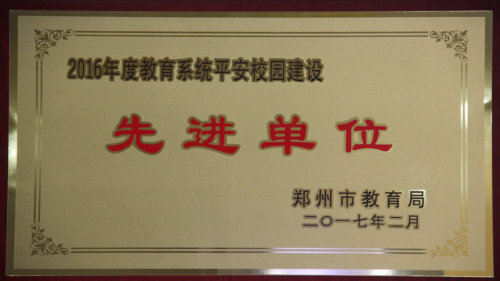 2016年度教育系统平安校园建设
先进单位
郑州市教育局
二〇一七年二月